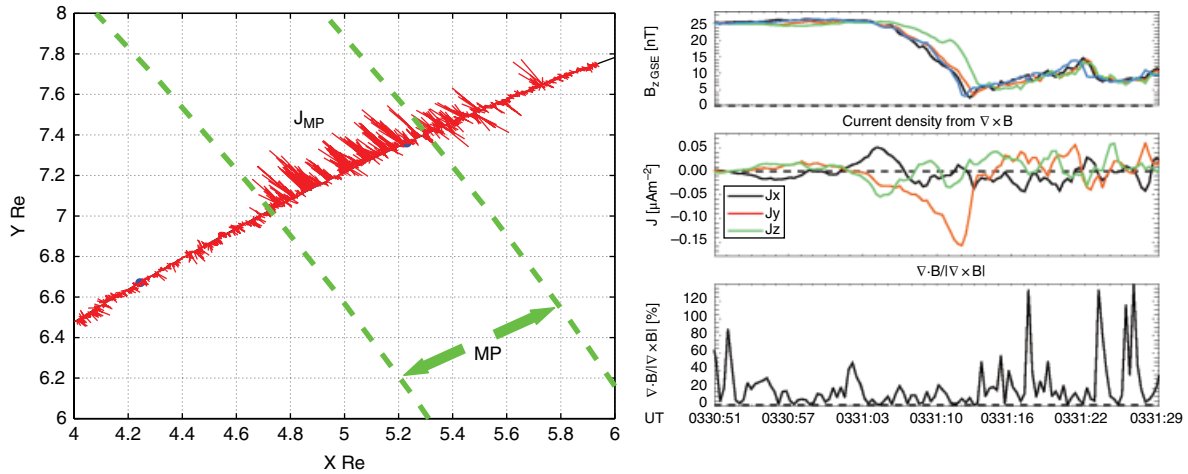 8
7.8
7.6
7.4
7.2
7
6.8
6.6
6.4
6.2
6
Y Re
J_MP
MP
4 4.2 4.4 4.6 4.8 5 5.2 5.4 5.6 5.8 6
X Re
25
20
15
10
5
0
B_z GSE [nT]
Current density from ∇ × B
0.05
0.00
−0.05
−0.10
−0.15
J [μAm⁻²]
Jx
Jy
Jz
∇·B/|∇ × B|
120
100
80
60
40
20
0
∇·B/|∇ × B| [%]
UT 0330:51 0330:57 0331:03 0331:10 0331:16 0331:22 0331:29